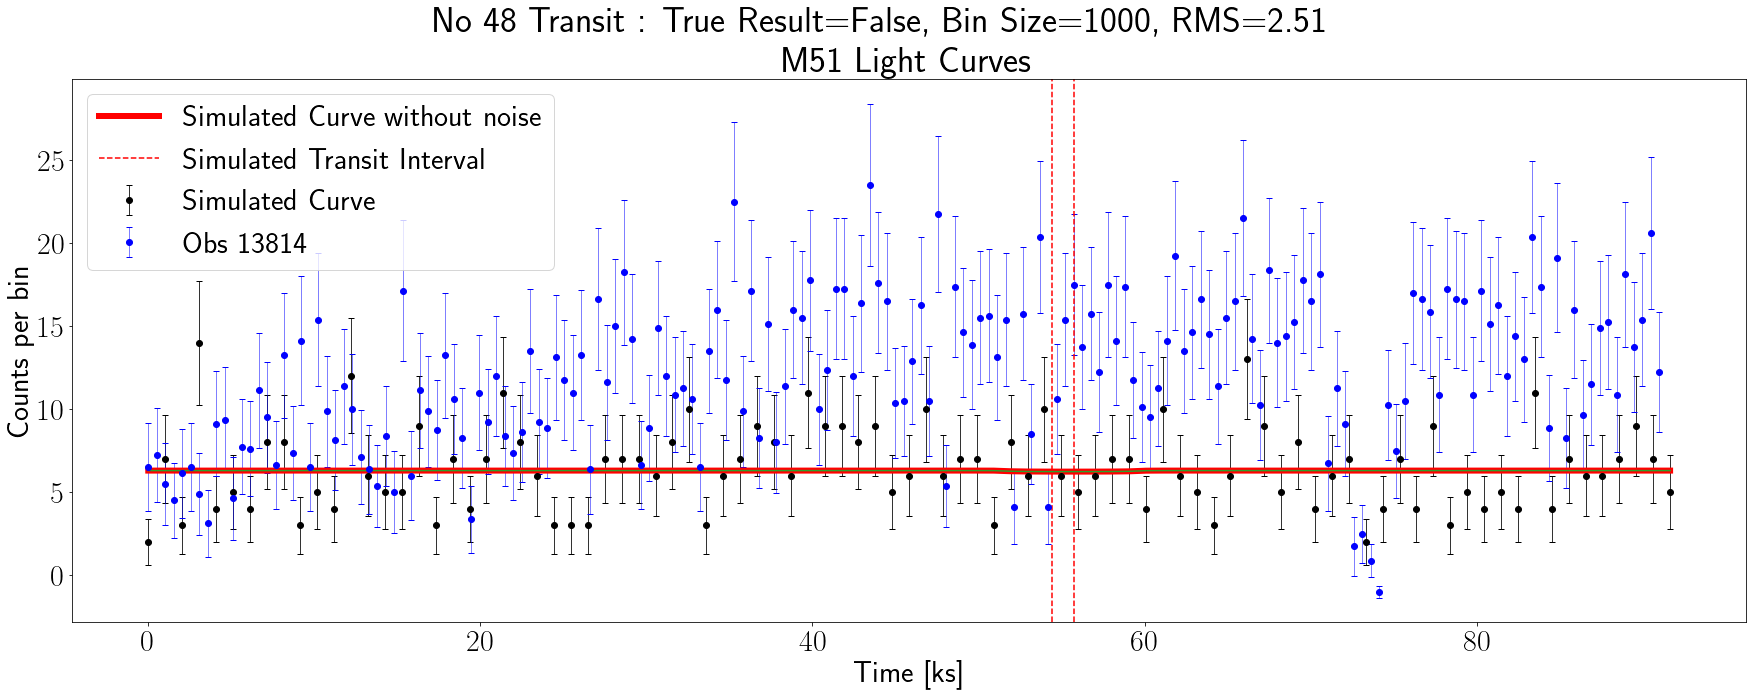 No 48 Transit : True Result=False, Bin Size=1000, RMS=2.51
M51 Light Curves
Simulated Curve without noise
Simulated Transit Interval
Simulated Curve
Obs 13814
Counts per bin
25
20
15
10
5
0
0 20 40 60 80
Time [ks]